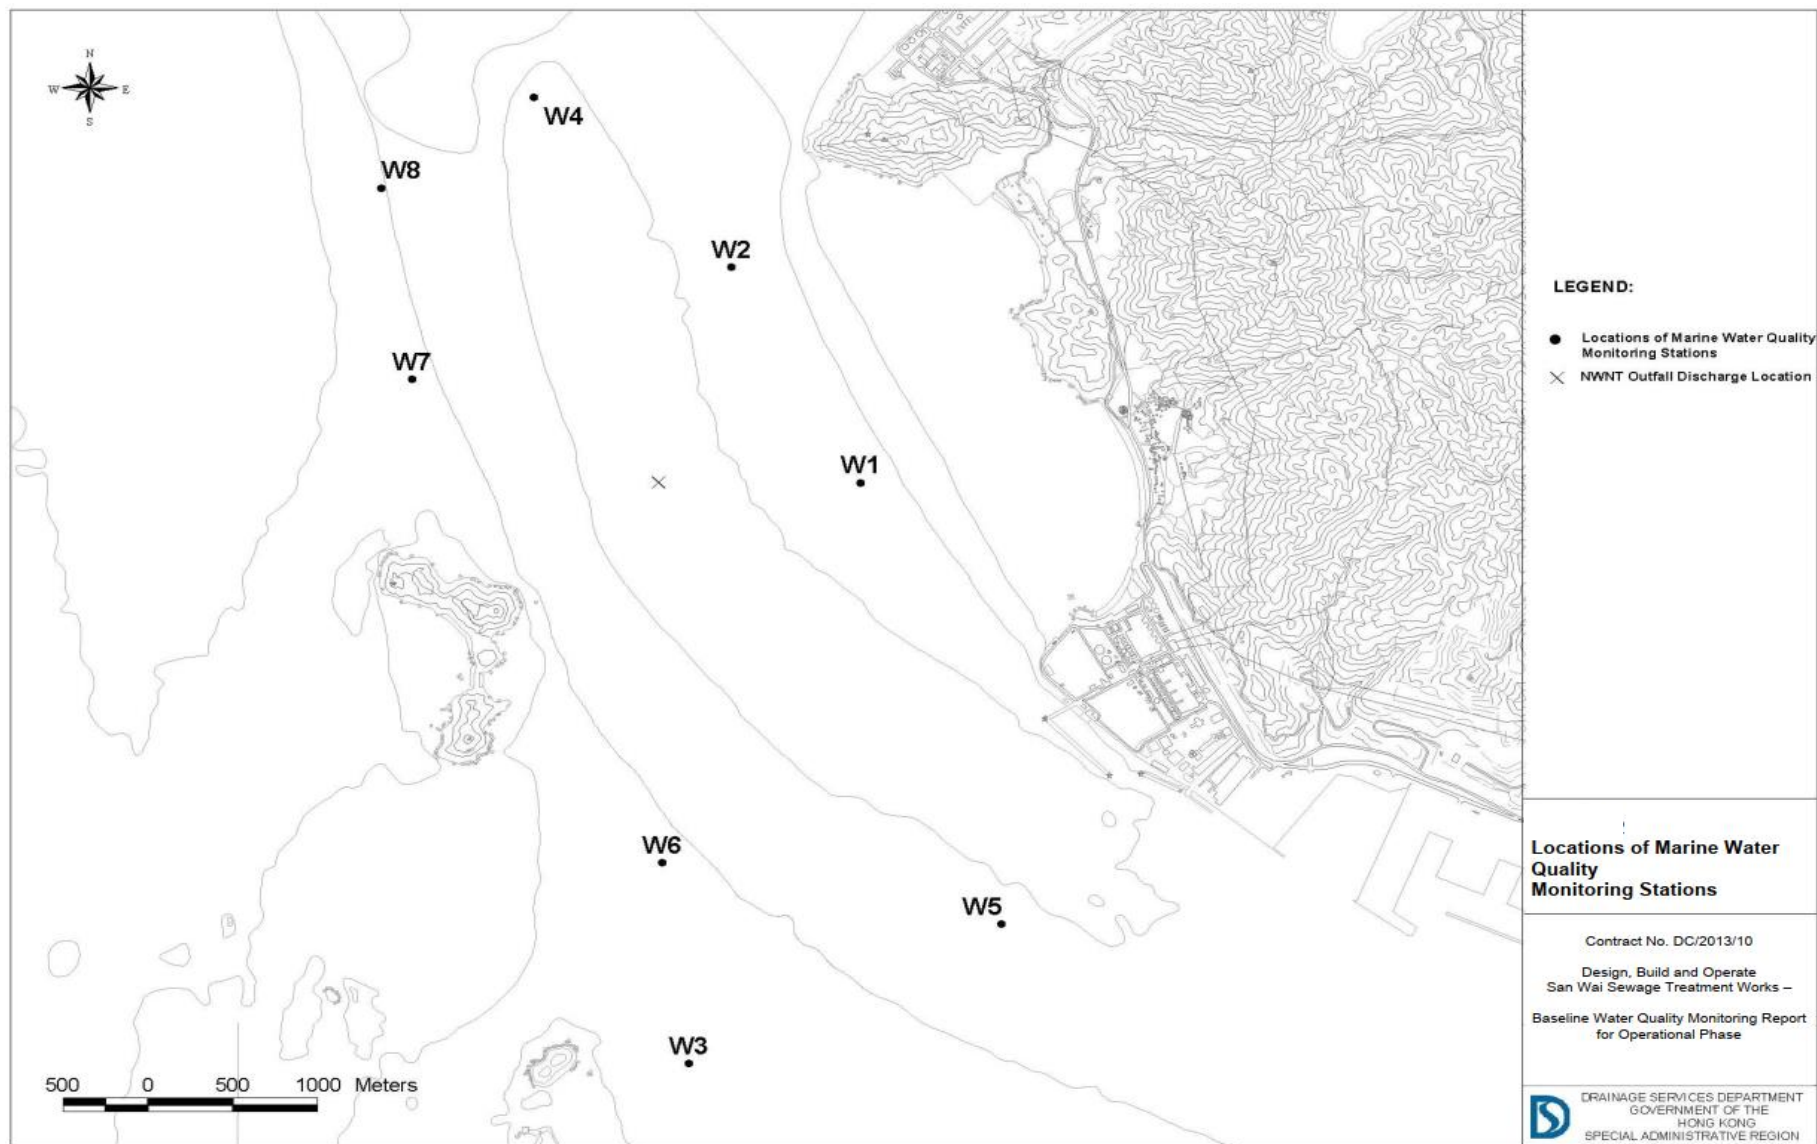 N
W E
S
W4
W8
W2
W7
W1
W6
W5
W3
500 0 500 1000 Meters
LEGEND:
Locations of Marine Water Quality
Monitoring Stations
NWNT Outfall Discharge Location
Locations of Marine Water
Quality
Monitoring Stations
Contract No. DC/2013/10
Design, Build and Operate
San Wai Sewage Treatment Works –
Baseline Water Quality Monitoring Report
for Operational Phase
DRAINAGE SERVICES DEPARTMENT
GOVERNMENT OF THE
HONG KONG
SPECIAL ADMINISTRATIVE REGION